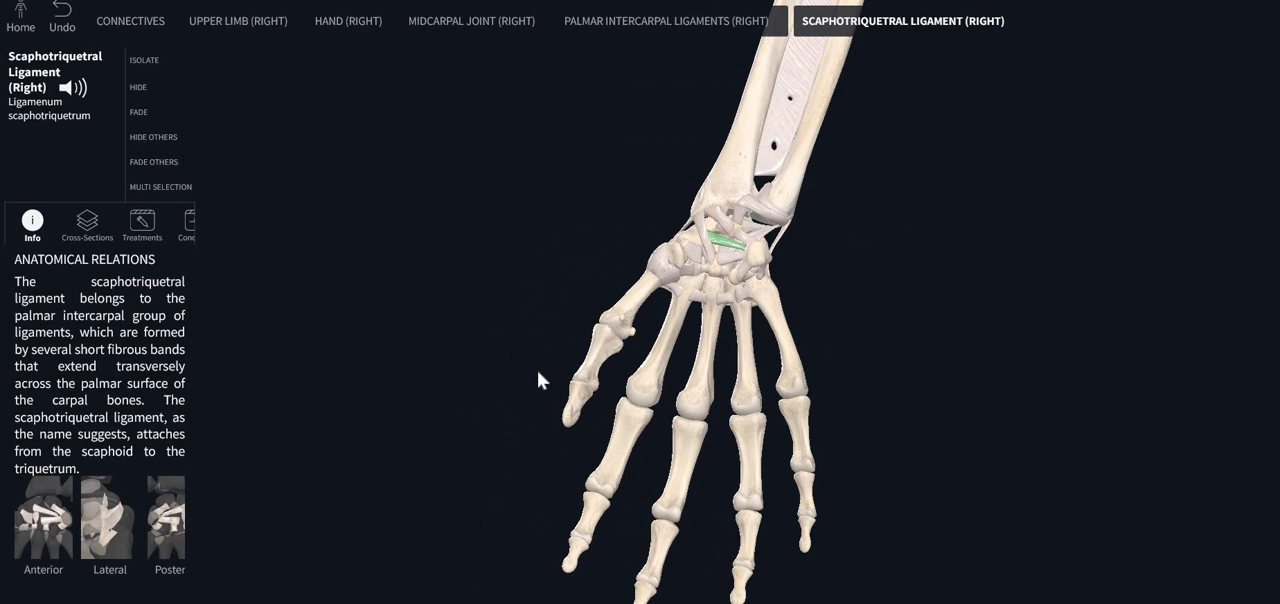 Home
Undo
CONNECTIVES
UPPER LIMB (RIGHT)
HAND (RIGHT)
MIDCARPAL JOINT (RIGHT)
PALMAR INTERCARPAL LIGAMENTS (RIGHT)
SCAPHOTRIQUETRAL LIGAMENT (RIGHT)
Scaphotriquetral
Ligament
(Right)
Ligamenum
scaphotriquetrum
ISOLATE
HIDE
FADE
HIDE OTHERS
FADE OTHERS
MULTI SELECTION
Info
Cross-Sections
Treatments
Conc
ANATOMICAL RELATIONS
The scaphotriquetral
ligament belongs to the
palmar intercarpal group of
ligaments, which are formed
by several short fibrous bands
that extend transversely
across the palmar surface of
the carpal bones. The
scaphotriquetral ligament, as
the name suggests, attaches
from the scaphoid to the
triquetrum.
Anterior
Lateral
Poster